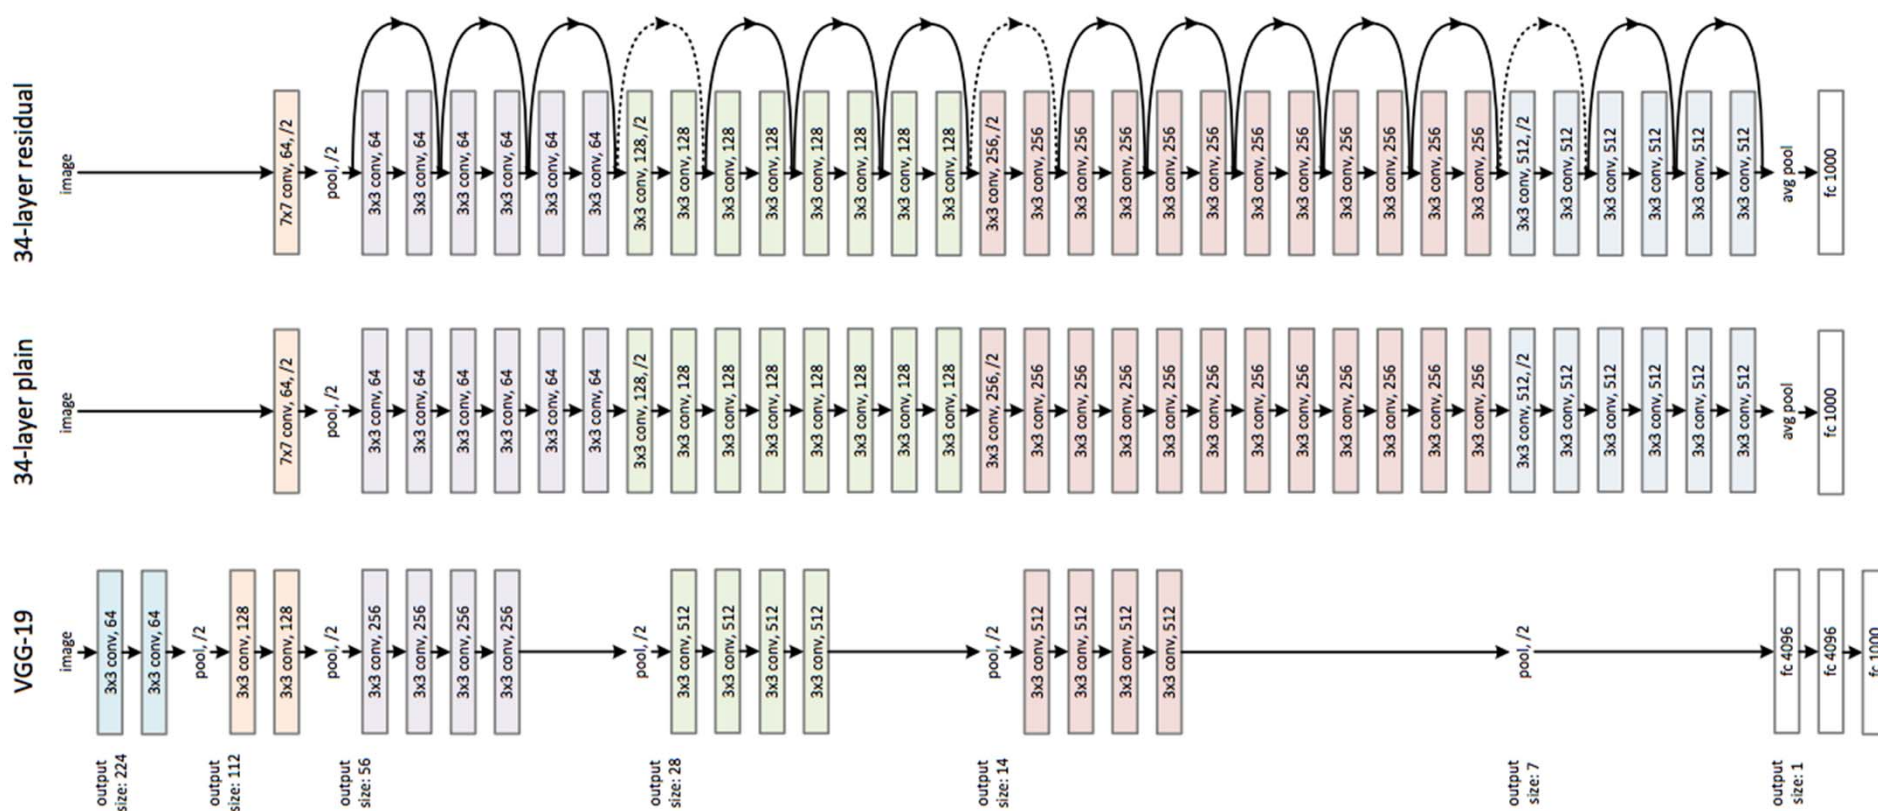 34-layer residual
image
7x7 conv, 64, /2
pool, /2
3x3 conv, 64
3x3 conv, 64
3x3 conv, 64
3x3 conv, 64
3x3 conv, 64
3x3 conv, 64
3x3 conv, 128, /2
3x3 conv, 128
3x3 conv, 128
3x3 conv, 128
3x3 conv, 128
3x3 conv, 128
3x3 conv, 128
3x3 conv, 128
3x3 conv, 256, /2
3x3 conv, 256
3x3 conv, 256
3x3 conv, 256
3x3 conv, 256
3x3 conv, 256
3x3 conv, 256
3x3 conv, 256
3x3 conv, 256
3x3 conv, 256
3x3 conv, 256
3x3 conv, 256
3x3 conv, 512, /2
3x3 conv, 512
3x3 conv, 512
3x3 conv, 512
3x3 conv, 512
3x3 conv, 512
avg pool
fc 1000
34-layer plain
image
7x7 conv, 64, /2
pool, /2
3x3 conv, 64
3x3 conv, 64
3x3 conv, 64
3x3 conv, 64
3x3 conv, 64
3x3 conv, 64
3x3 conv, 128, /2
3x3 conv, 128
3x3 conv, 128
3x3 conv, 128
3x3 conv, 128
3x3 conv, 128
3x3 conv, 128
3x3 conv, 128
3x3 conv, 256, /2
3x3 conv, 256
3x3 conv, 256
3x3 conv, 256
3x3 conv, 256
3x3 conv, 256
3x3 conv, 256
3x3 conv, 256
3x3 conv, 256
3x3 conv, 256
3x3 conv, 256
3x3 conv, 256
3x3 conv, 512, /2
3x3 conv, 512
3x3 conv, 512
3x3 conv, 512
3x3 conv, 512
3x3 conv, 512
avg pool
fc 1000
VGG-19
image
3x3 conv, 64
3x3 conv, 64
pool, /2
3x3 conv, 128
3x3 conv, 128
pool, /2
3x3 conv, 256
3x3 conv, 256
3x3 conv, 256
3x3 conv, 256
pool, /2
3x3 conv, 512
3x3 conv, 512
3x3 conv, 512
3x3 conv, 512
pool, /2
3x3 conv, 512
3x3 conv, 512
3x3 conv, 512
3x3 conv, 512
pool, /2
fc 4096
fc 4096
fc 1000
output
size: 224
output
size: 112
output
size: 56
output
size: 28
output
size: 14
output
size: 7
output
size: 1